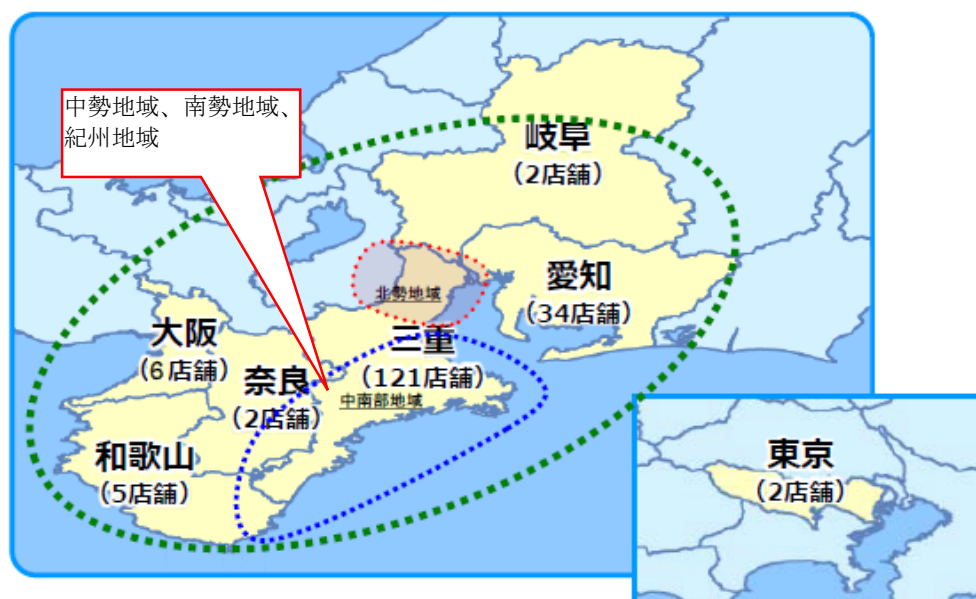 中勢地域、南勢地域、
紀州地域
岐阜
（2店舗）
北勢地域
愛知
（34店舗）
大阪
（6店舗）
三重
（121店舗）
奈良
（2店舗）
中南部地域
和歌山
（5店舗）
東京
（2店舗）